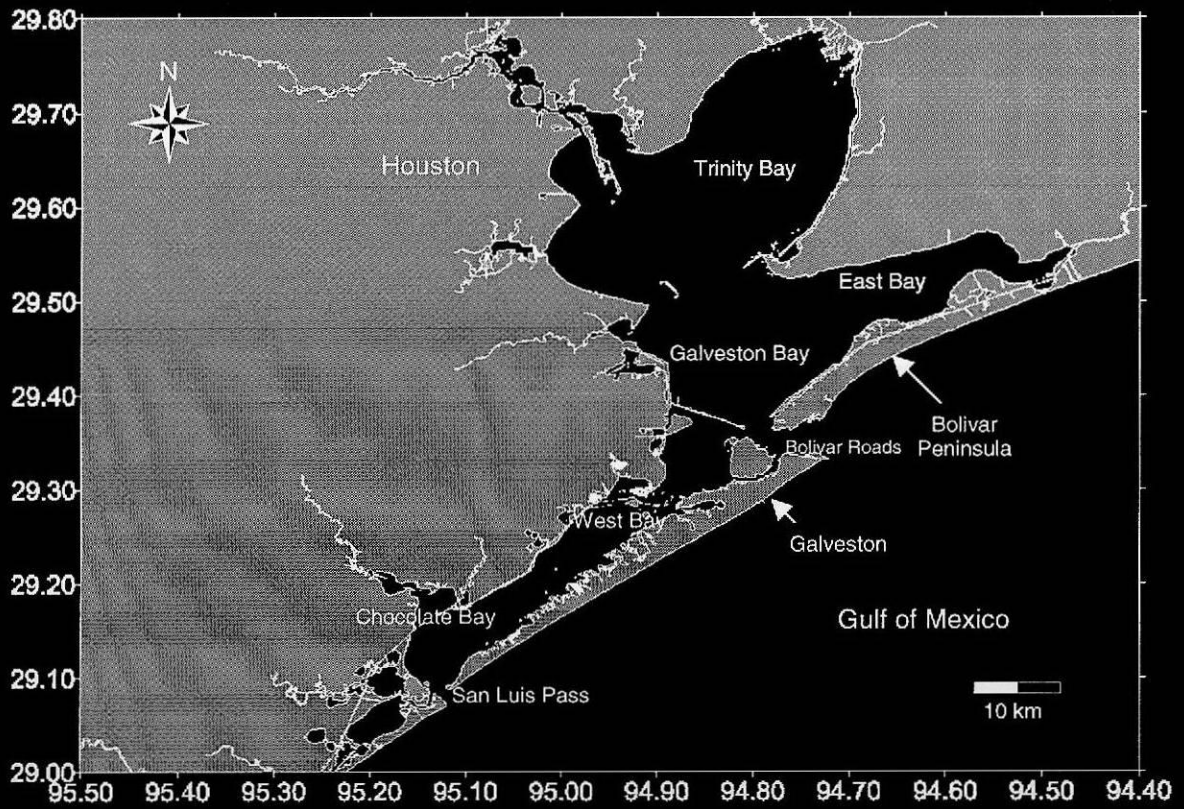 29.80
29.70
29.60
29.50
29.40
29.30
29.20
29.10
29.00
N
Houston
Trinity Bay
East Bay
Galveston Bay
Bolivar
Peninsula
Bolivar Roads
West Bay
Galveston
Chocolate Bay
Gulf of Mexico
San Luis Pass
10 km
95.50 95.40 95.30 95.20 95.10 95.00 94.90 94.80 94.70 94.60 94.50 94.40